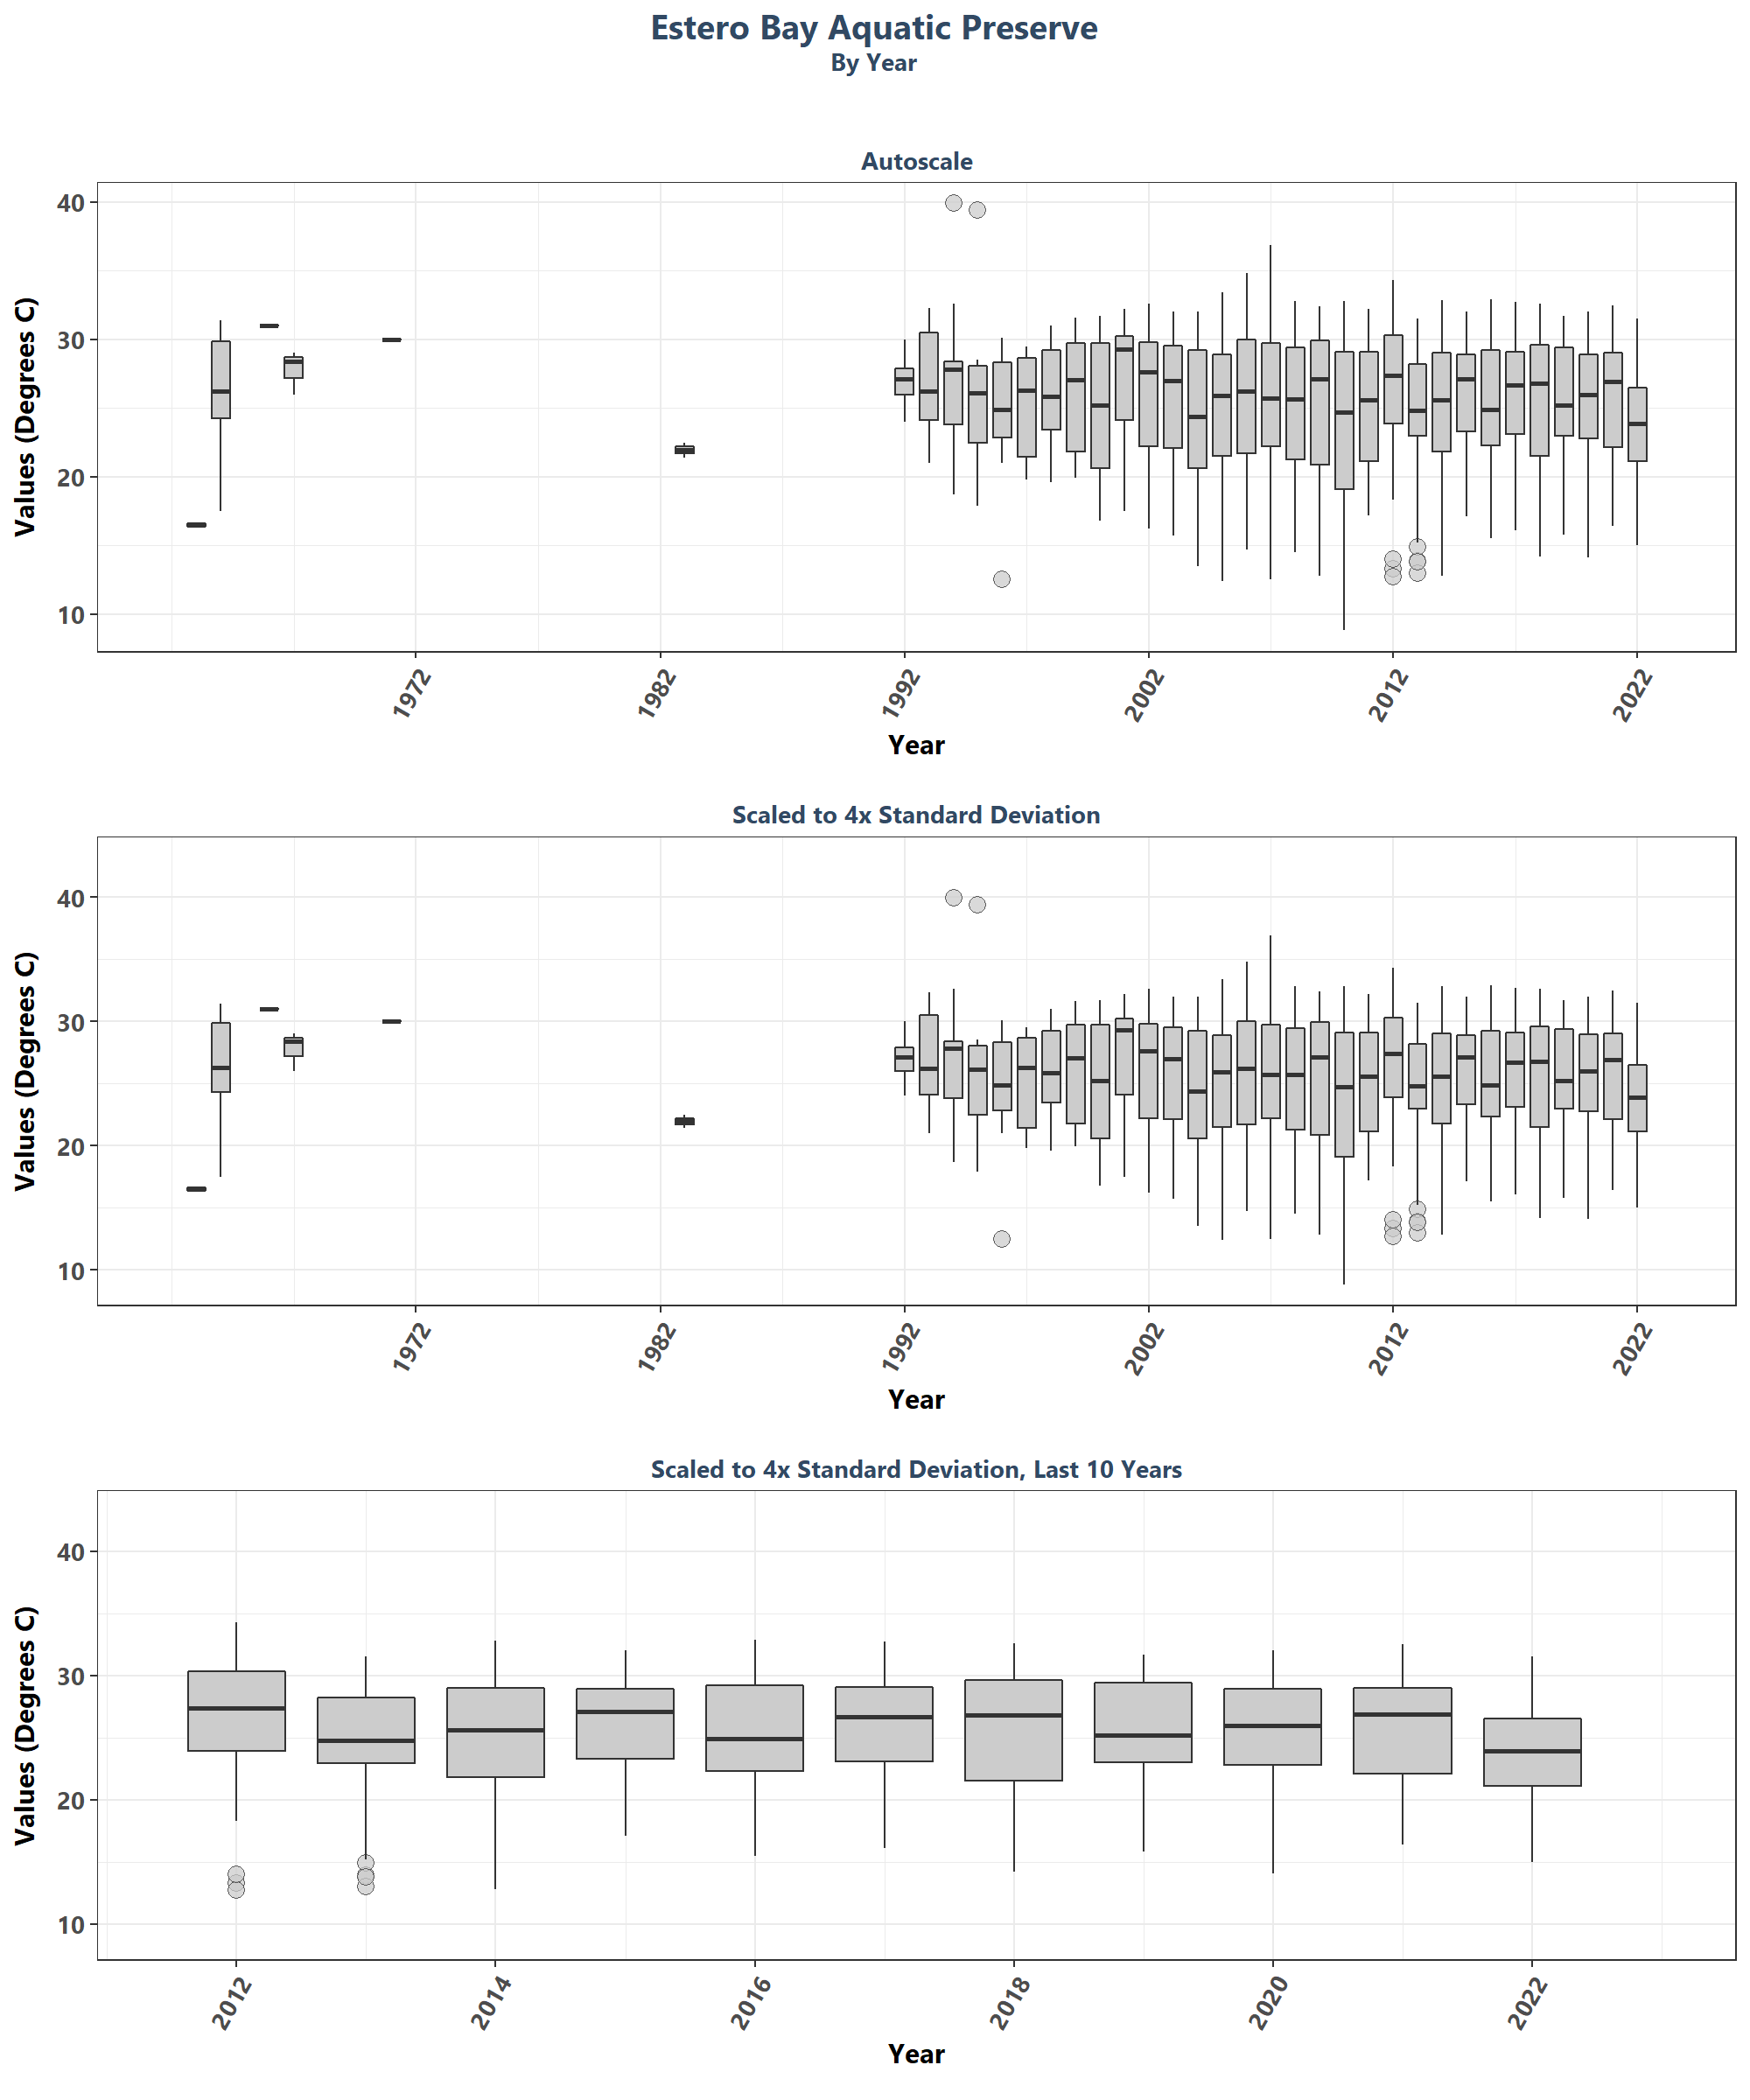 Estero Bay Aquatic Preserve
By Year
Autoscale
Values (Degrees C)
40
30
20
10
1972
1982
1992
2002
2012
2022
Year
Scaled to 4x Standard Deviation
Values (Degrees C)
40
30
20
10
1972
1982
1992
2002
2012
2022
Year
Scaled to 4x Standard Deviation, Last 10 Years
Values (Degrees C)
40
30
20
10
2012
2014
2016
2018
2020
2022
Year